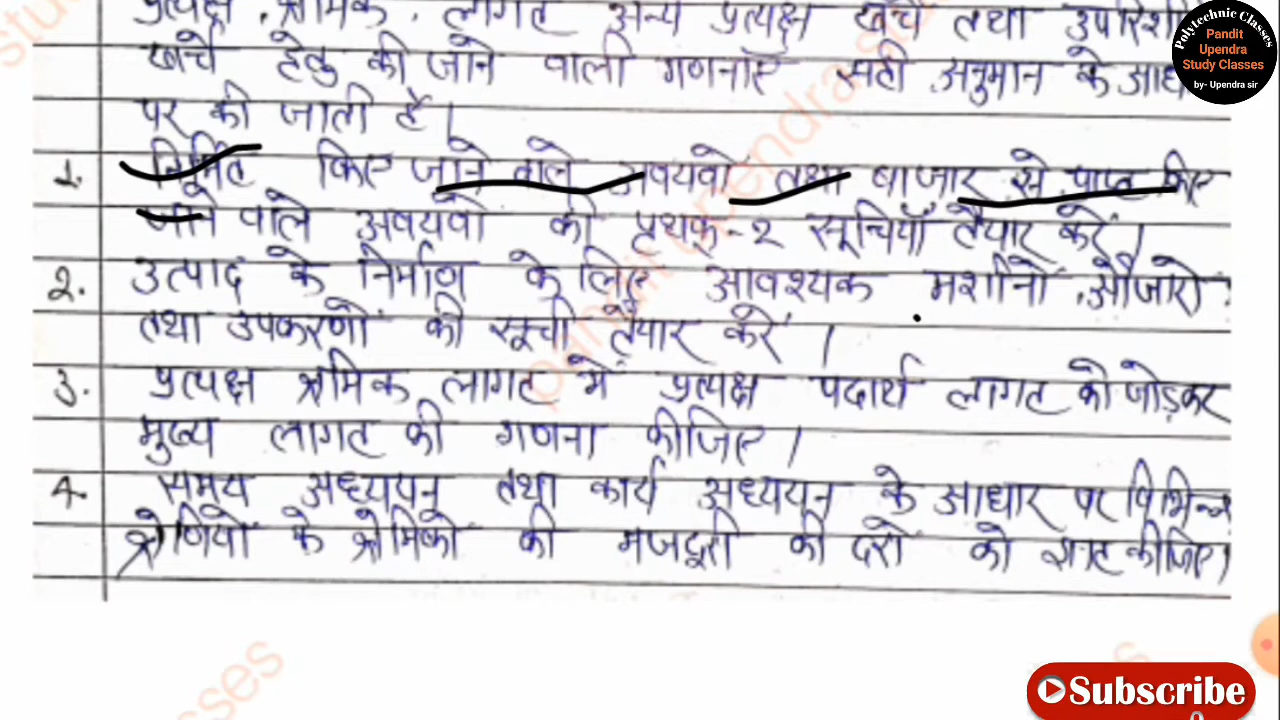 प्रत्यक्ष श्रमिक, लागत अन्य प्रत्यक्ष खर्चे तथा उपरिशी
खर्चे हेतु की जाने वाली गणनाएँ सही अनुमान के आधा
पर की जाती है।
1. निर्मित किए जाने वाले अवयवो तथा बाजार से प्राप्त किए
जाने वाले अवयवो की प्रथक्-२ सूचियाँ तैयार करें।
2. उत्पाद के निर्माण के लिए आवश्यक मशीनों, औजारो
तथा उपकरणों की सूची तैयार करें।
3. प्रत्यक्ष श्रमिक लागत मे प्रत्यक्ष पदार्थ लागत को जोड़कर
मुख्य लागत की गणना कीजिए।
4. समय अध्ययन तथा कार्य अध्ययन के आधार पर विभिन्न
श्रेणियों के श्रमिकों की मजदूरी की दरों को ज्ञात कीजिए।
Polytechnic Classes
Pandit
Upendra
Study Classes
by- Upendra sir
Subscribe